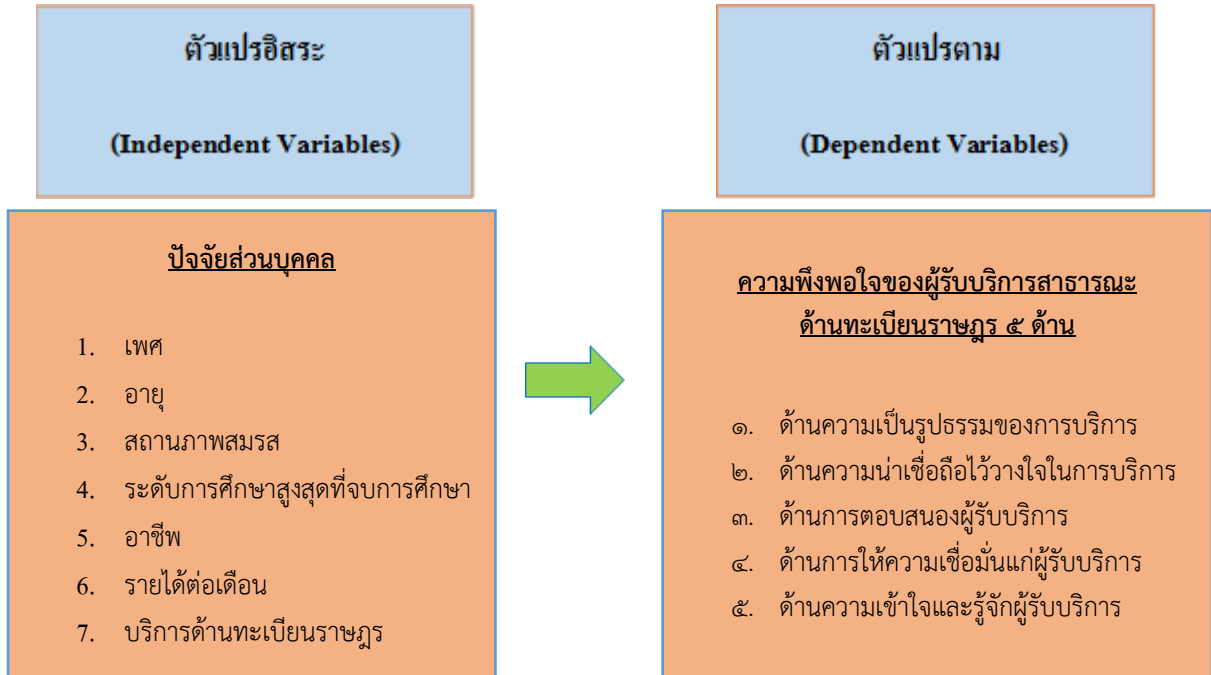 ตัวแปรอิสระ
(Independent Variables)
ปัจจัยส่วนบุคคล
1. เพศ
2. อายุ
3. สถานภาพสมรส
4. ระดับการศึกษาสูงสุดที่จบการศึกษา
5. อาชีพ
6. รายได้ต่อเดือน
7. บริการด้านทะเบียนราษฎร
ตัวแปรตาม
(Dependent Variables)
ความพึงพอใจของผู้รับบริการสาธารณะ
ด้านทะเบียนราษฎร ๕ ด้าน
๑. ด้านความเป็นรูปธรรมของการบริการ
๒. ด้านความน่าเชื่อถือไว้วางใจในการบริการ
๓. ด้านการตอบสนองผู้รับบริการ
๔. ด้านการให้ความเชื่อมั่นแก่ผู้รับบริการ
๕. ด้านความเข้าใจและรู้จักผู้รับบริการ